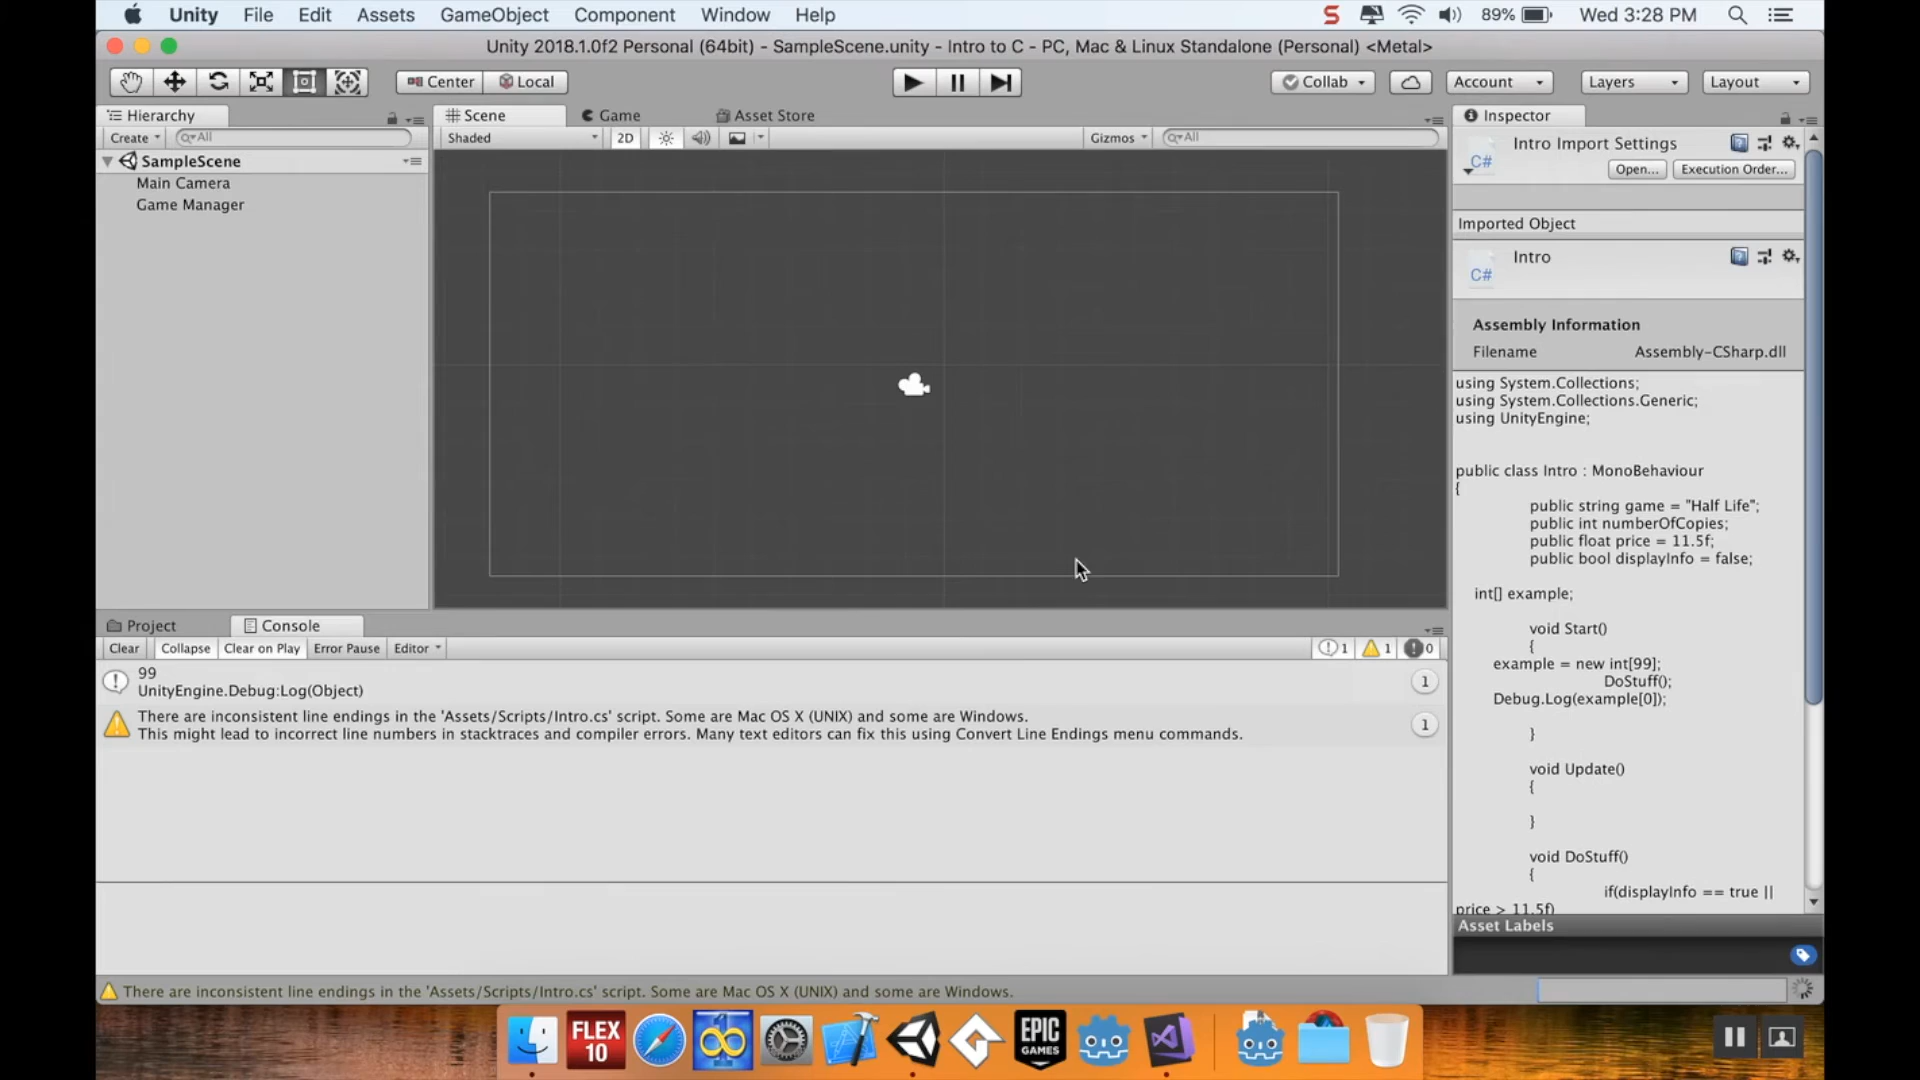 Unity File Edit Assets GameObject Component Window Help S 89% Wed 3:28 PM
Unity 2018.1.0f2 Personal (64bit) - SampleScene.unity - Intro to C - PC, Mac & Linux Standalone (Personal) <Metal>
Center Local Collab Account Layers Layout
Hierarchy
Create All
SampleScene
Main Camera
Game Manager
Scene Game Asset Store
Shaded 2D Gizmos All
Inspector
Intro Import Settings
C#
Open... Execution Order...
Imported Object
Intro
C#
Assembly Information
Filename Assembly-CSharp.dll
using System.Collections;
using System.Collections.Generic;
using UnityEngine;
public class Intro : MonoBehaviour
{
public string game = "Half Life";
public int numberOfCopies;
public float price = 11.5f;
public bool displayInfo = false;
int[] example;
void Start()
{
example = new int[99];
DoStuff();
Debug.Log(example[0]);
}
void Update()
{
}
void DoStuff()
{
if(displayInfo == true ||
price > 11.5f)
Asset Labels
Project Console
Clear Collapse Clear on Play Error Pause Editor 1 1 0
99
UnityEngine.Debug:Log(Object)
1
There are inconsistent line endings in the 'Assets/Scripts/Intro.cs' script. Some are Mac OS X (UNIX) and some are Windows.
This might lead to incorrect line numbers in stacktraces and compiler errors. Many text editors can fix this using Convert Line Endings menu commands.
1
There are inconsistent line endings in the 'Assets/Scripts/Intro.cs' script. Some are Mac OS X (UNIX) and some are Windows.
FLEX
10
EPIC
GAMES